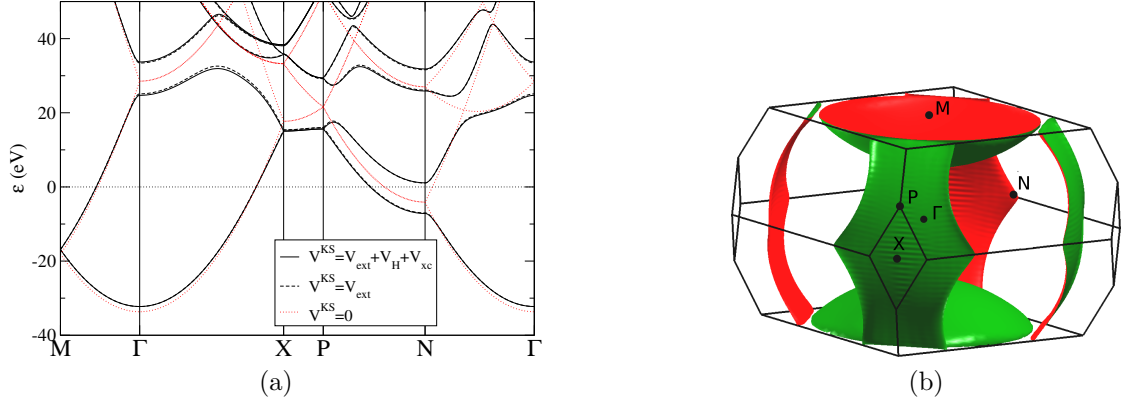 40
20
0
-20
-40
ε (eV)
V^KS=V_ext+V_H+V_xc
V^KS=V_ext
V^KS=0
M Γ X P N Γ
(a)
M
N
P
Γ
X
(b)